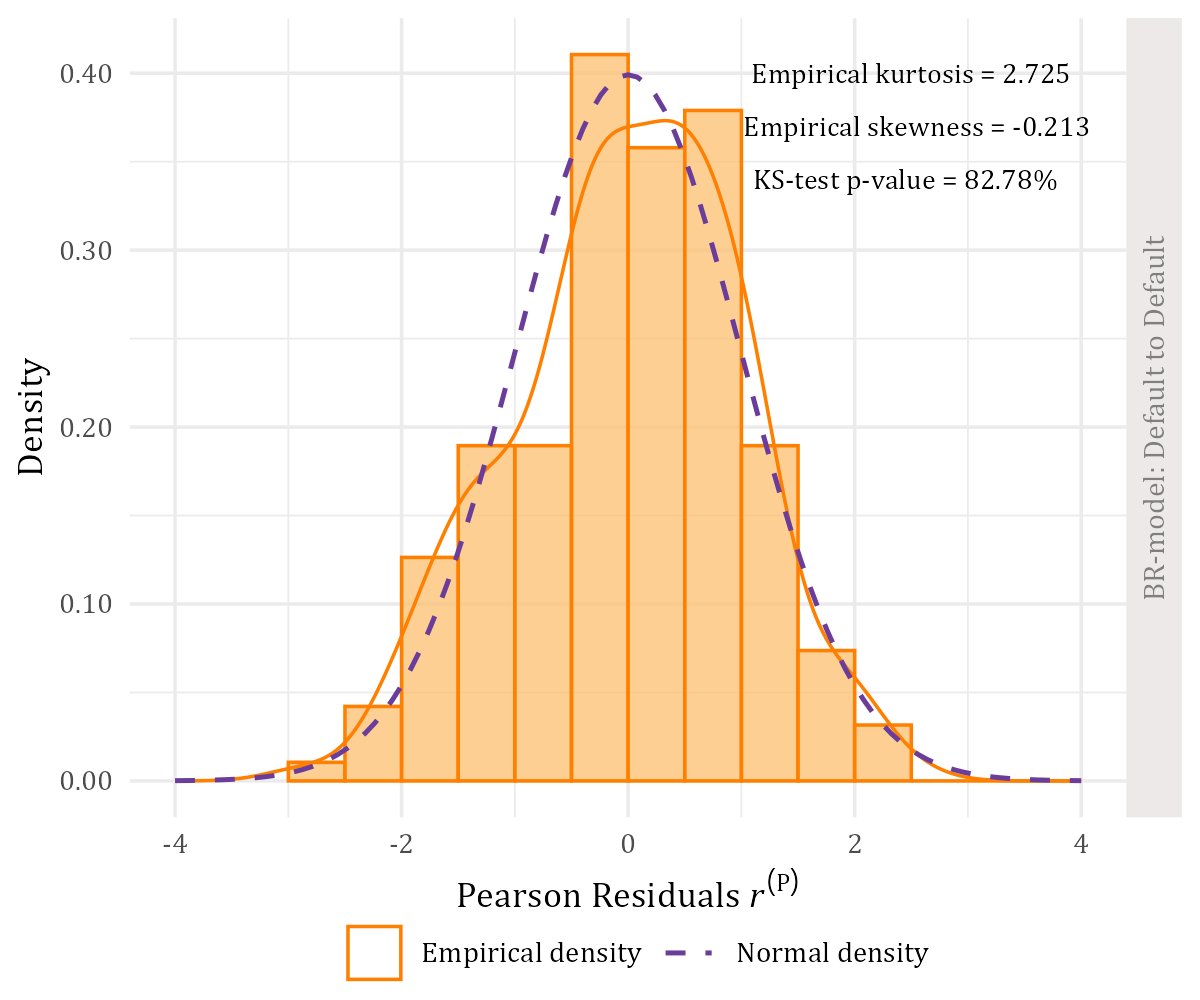 0.40
0.30
0.20
0.10
0.00
Density
Empirical kurtosis = 2.725
Empirical skewness = -0.213
KS-test p-value = 82.78%
BR-model: Default to Default
-4
-2
0
2
4
Pearson Residuals r(P)
Empirical density
Normal density